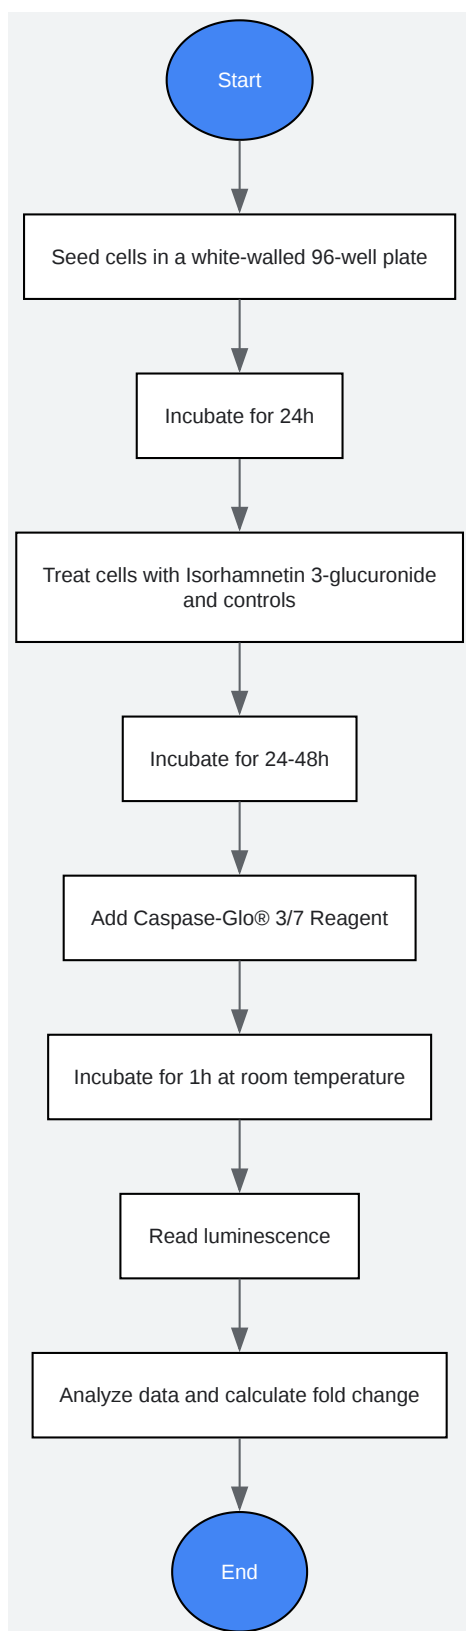 Start
Seed cells in a white-walled 96-well plate
Incubate for 24h
Treat cells with Isorhamnetin 3-glucuronide
and controls
Incubate for 24-48h
Add Caspase-Glo® 3/7 Reagent
Incubate for 1h at room temperature
Read luminescence
Analyze data and calculate fold change
End